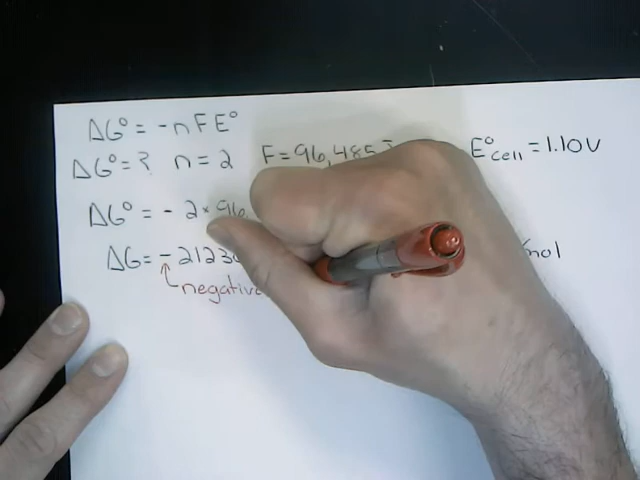 ΔG° = -nFE°
ΔG° = ? n = 2 F = 96,485 E°cell = 1.10V
ΔG° = - 2 × 96
ΔG = - 2123 mol
negative